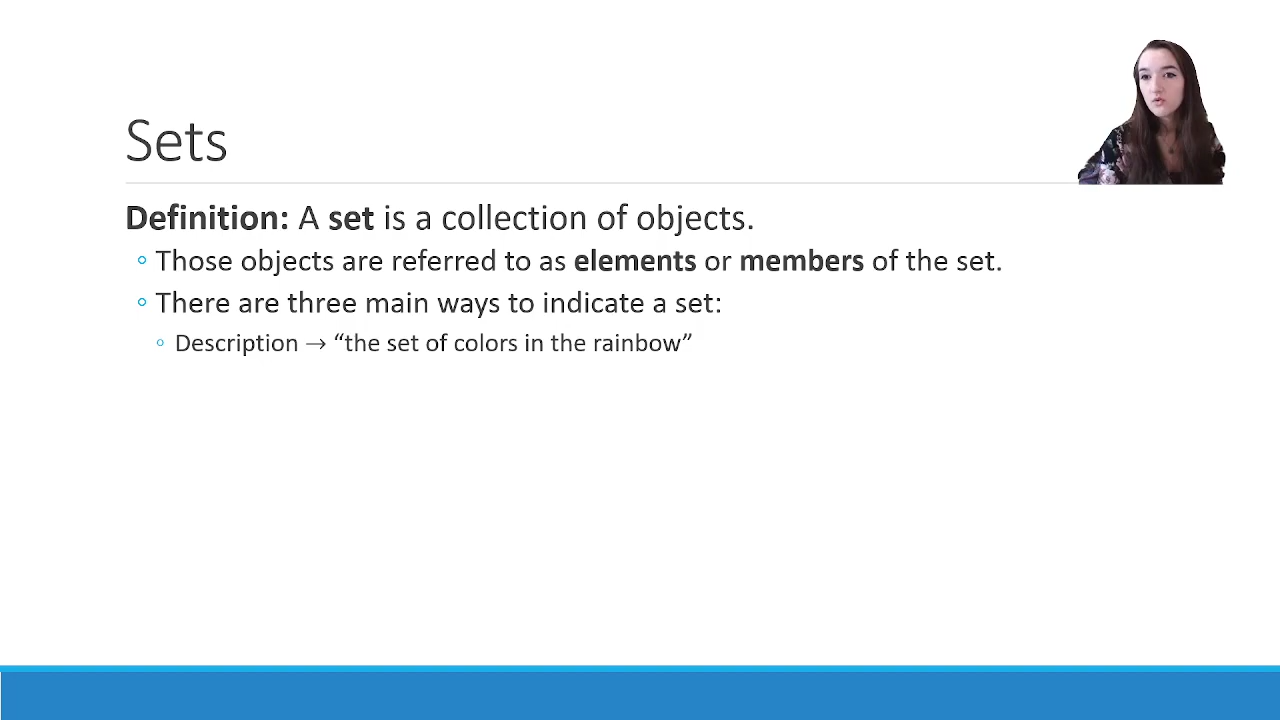 Sets
Definition: A set is a collection of objects.
◦ Those objects are referred to as elements or members of the set.
◦ There are three main ways to indicate a set:
◦ Description → “the set of colors in the rainbow”